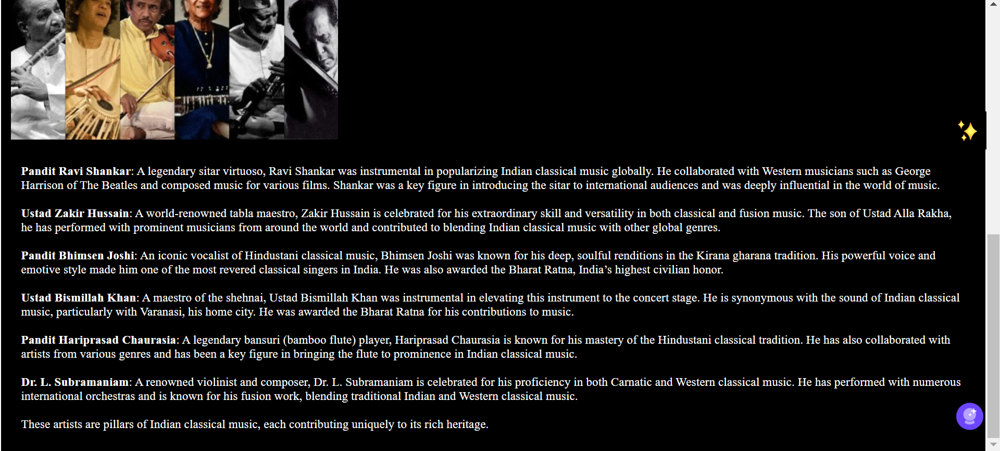 Pandit Ravi Shankar: A legendary sitar virtuoso, Ravi Shankar was instrumental in popularizing Indian classical music globally. He collaborated with Western musicians such as George
Harrison of The Beatles and composed music for various films. Shankar was a key figure in introducing the sitar to international audiences and was deeply influential in the world of music.
Ustad Zakir Hussain: A world-renowned tabla maestro, Zakir Hussain is celebrated for his extraordinary skill and versatility in both classical and fusion music. The son of Ustad Alla Rakha,
he has performed with prominent musicians from around the world and contributed to blending Indian classical music with other global genres.
Pandit Bhimsen Joshi: An iconic vocalist of Hindustani classical music, Bhimsen Joshi was known for his deep, soulful renditions in the Kirana gharana tradition. His powerful voice and
emotive style made him one of the most revered classical singers in India. He was also awarded the Bharat Ratna, India’s highest civilian honor.
Ustad Bismillah Khan: A maestro of the shehnai, Ustad Bismillah Khan was instrumental in elevating this instrument to the concert stage. He is synonymous with the sound of Indian classical
music, particularly with Varanasi, his home city. He was awarded the Bharat Ratna for his contributions to music.
Pandit Hariprasad Chaurasia: A legendary bansuri (bamboo flute) player, Hariprasad Chaurasia is known for his mastery of the Hindustani classical tradition. He has also collaborated with
artists from various genres and has been a key figure in bringing the flute to prominence in Indian classical music.
Dr. L. Subramaniam: A renowned violinist and composer, Dr. L. Subramaniam is celebrated for his proficiency in both Carnatic and Western classical music. He has performed with numerous
international orchestras and is known for his fusion work, blending traditional Indian and Western classical music.
These artists are pillars of Indian classical music, each contributing uniquely to its rich heritage.